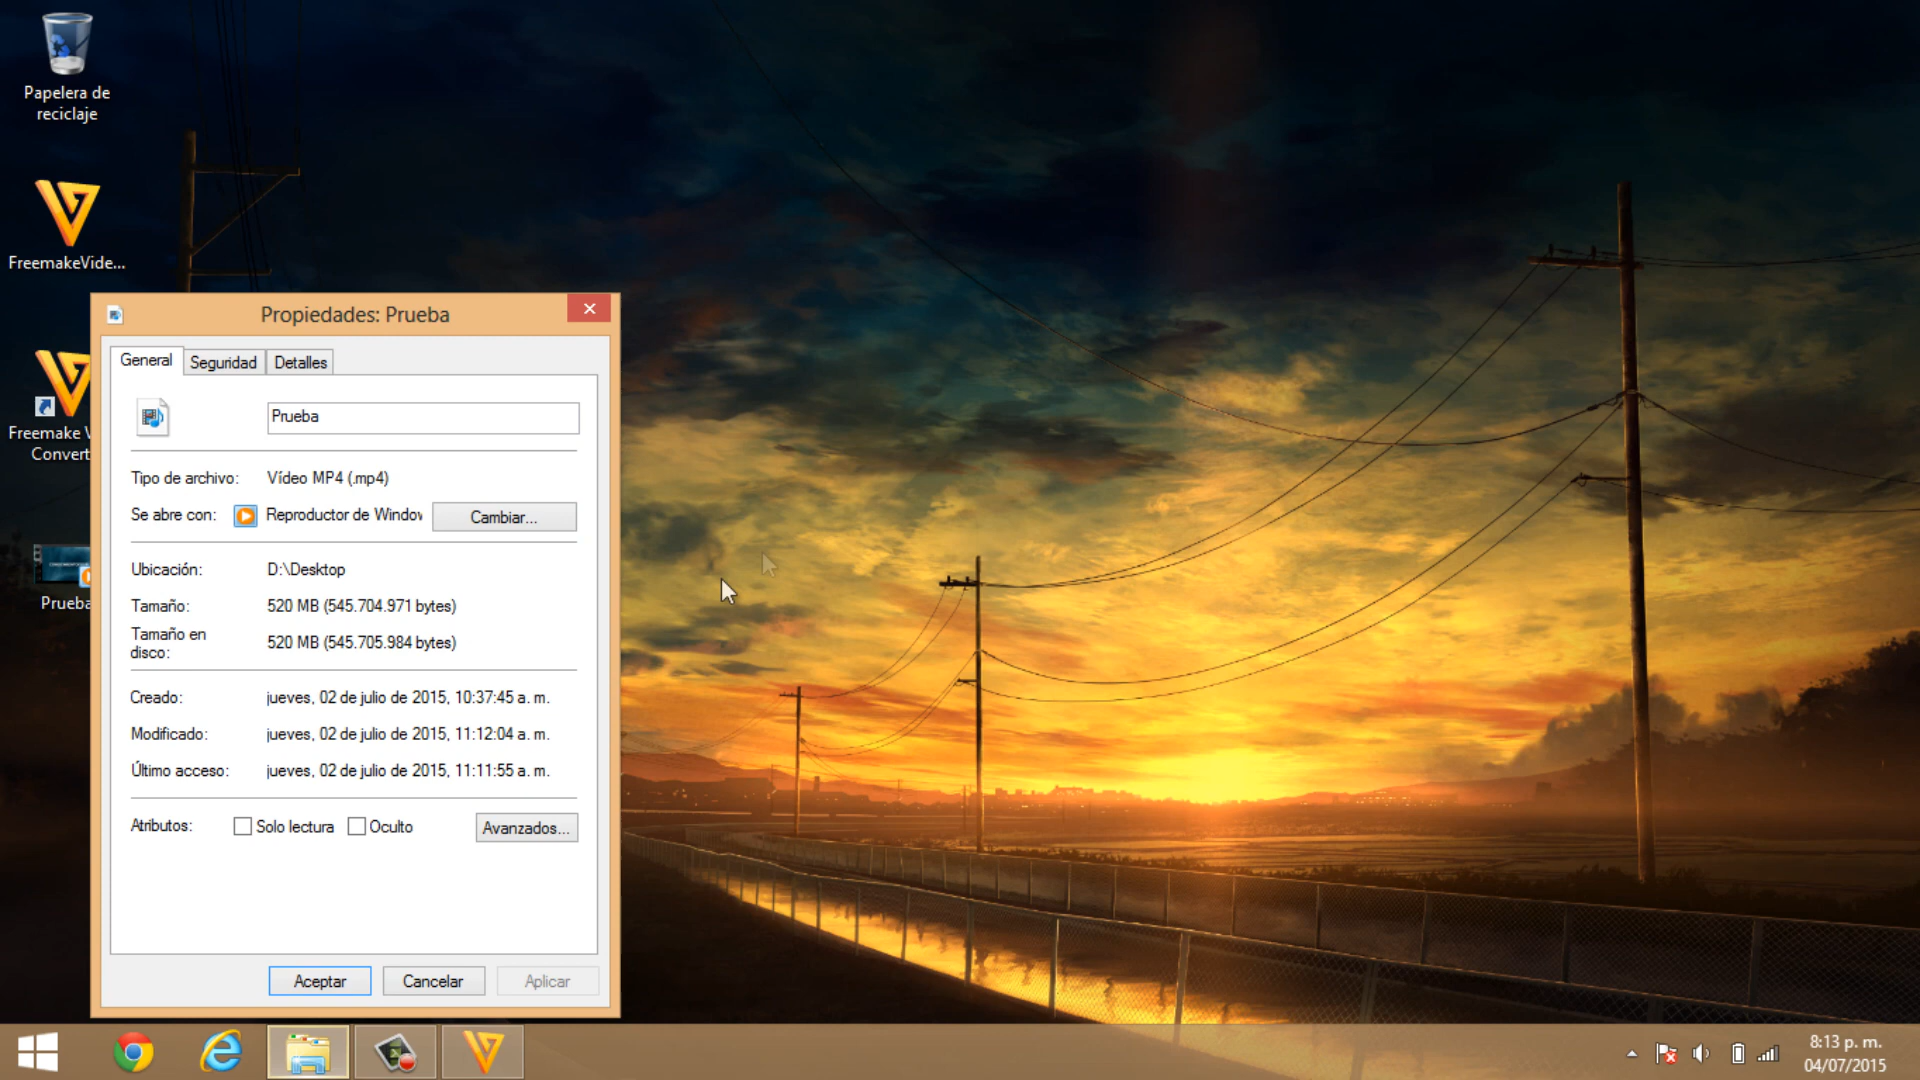 Papelera de
reciclaje
FreemakeVide...
Freemake V
Convert
Prueba
Propiedades: Prueba
General
Seguridad
Detalles
Prueba
Tipo de archivo:
Vídeo MP4 (.mp4)
Se abre con:
Reproductor de Window
Cambiar...
Ubicación:
D:\Desktop
Tamaño:
520 MB (545.704.971 bytes)
Tamaño en
disco:
520 MB (545.705.984 bytes)
Creado:
jueves, 02 de julio de 2015, 10:37:45 a. m.
Modificado:
jueves, 02 de julio de 2015, 11:12:04 a. m.
Último acceso:
jueves, 02 de julio de 2015, 11:11:55 a. m.
Atributos:
Solo lectura
Oculto
Avanzados...
Aceptar
Cancelar
Aplicar
8:13 p. m.
04/07/2015